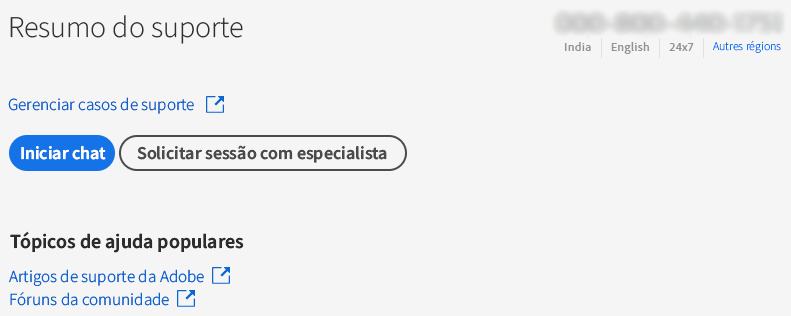 Resumo do suporte
India English 24x7 Autres régions
Gerenciar casos de suporte
Iniciar chat Solicitar sessão com especialista
Tópicos de ajuda populares
Artigos de suporte da Adobe
Fóruns da comunidade